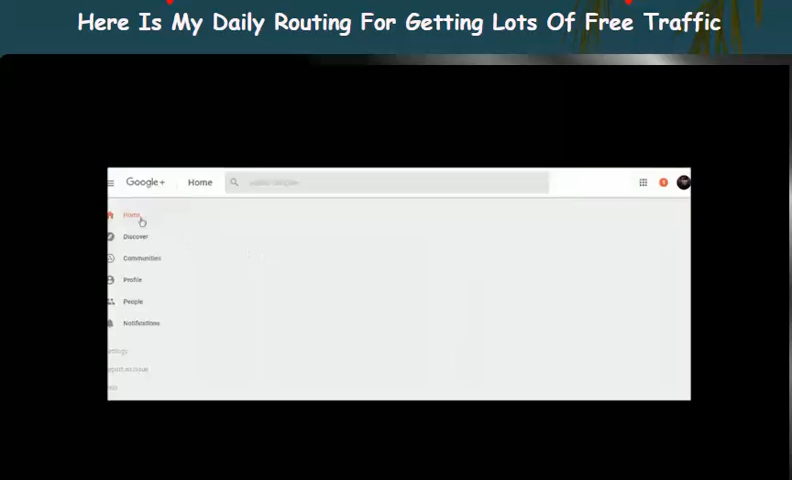 Here Is My Daily Routing For Getting Lots Of Free Traffic
Google+ Home
Home
Discover
Communities
Profile
People
Notifications